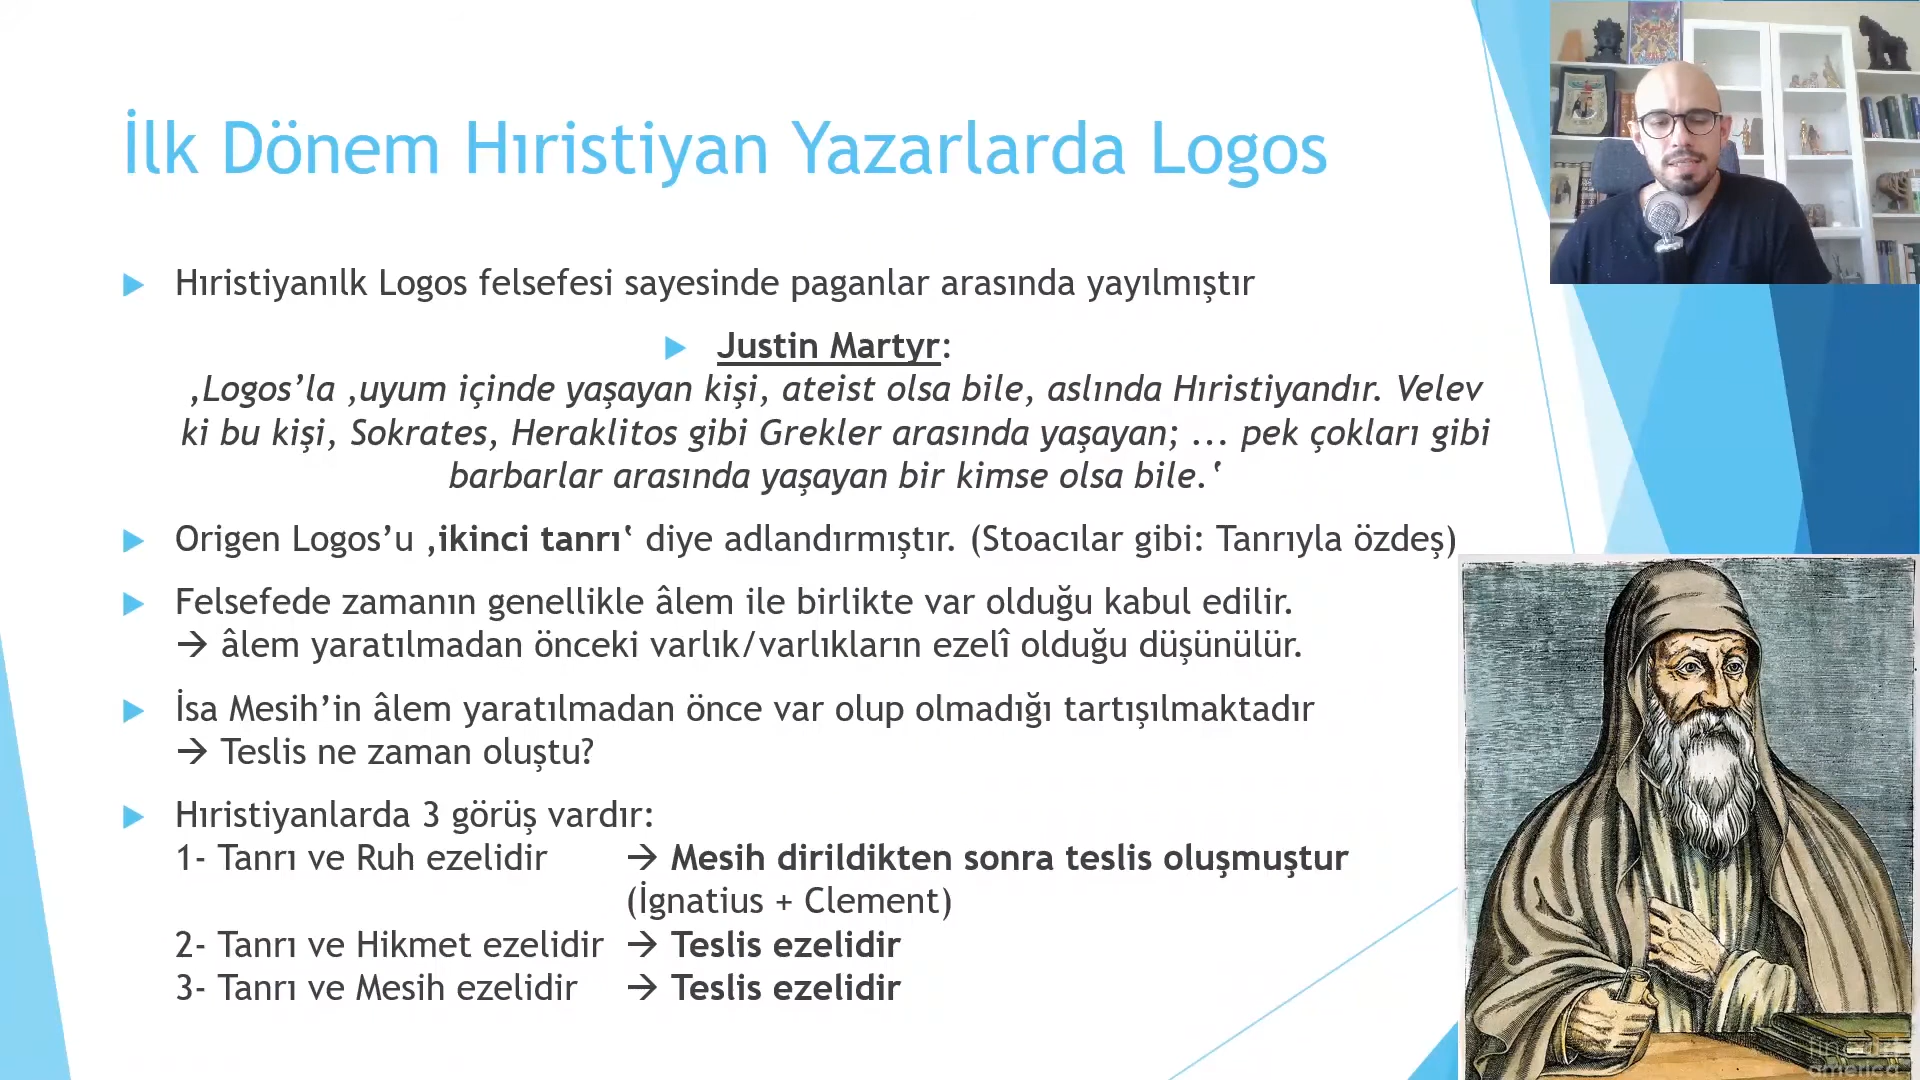 İlk Dönem Hıristiyan Yazarlarda Logos
Hıristiyanılk Logos felsefesi sayesinde paganlar arasında yayılmıştır
Justin Martyr:
‚Logos’la ‚uyum içinde yaşayan kişi, ateist olsa bile, aslında Hıristiyandır. Velev
ki bu kişi, Sokrates, Heraklitos gibi Grekler arasında yaşayan; ... pek çokları gibi
barbarlar arasında yaşayan bir kimse olsa bile.‛
Origen Logos’u ‚ikinci tanrı‛ diye adlandırmıştır. (Stoacılar gibi: Tanrıyla özdeş)
Felsefede zamanın genellikle âlem ile birlikte var olduğu kabul edilir.
→ âlem yaratılmadan önceki varlık/varlıkların ezelî olduğu düşünülür.
İsa Mesih’in âlem yaratılmadan önce var olup olmadığı tartışılmaktadır
→ Teslis ne zaman oluştu?
Hıristiyanlarda 3 görüş vardır:
1- Tanrı ve Ruh ezelidir → Mesih dirildikten sonra teslis oluşmuştur
(İgnatius + Clement)
2- Tanrı ve Hikmet ezelidir → Teslis ezelidir
3- Tanrı ve Mesih ezelidir → Teslis ezelidir
fine art
america